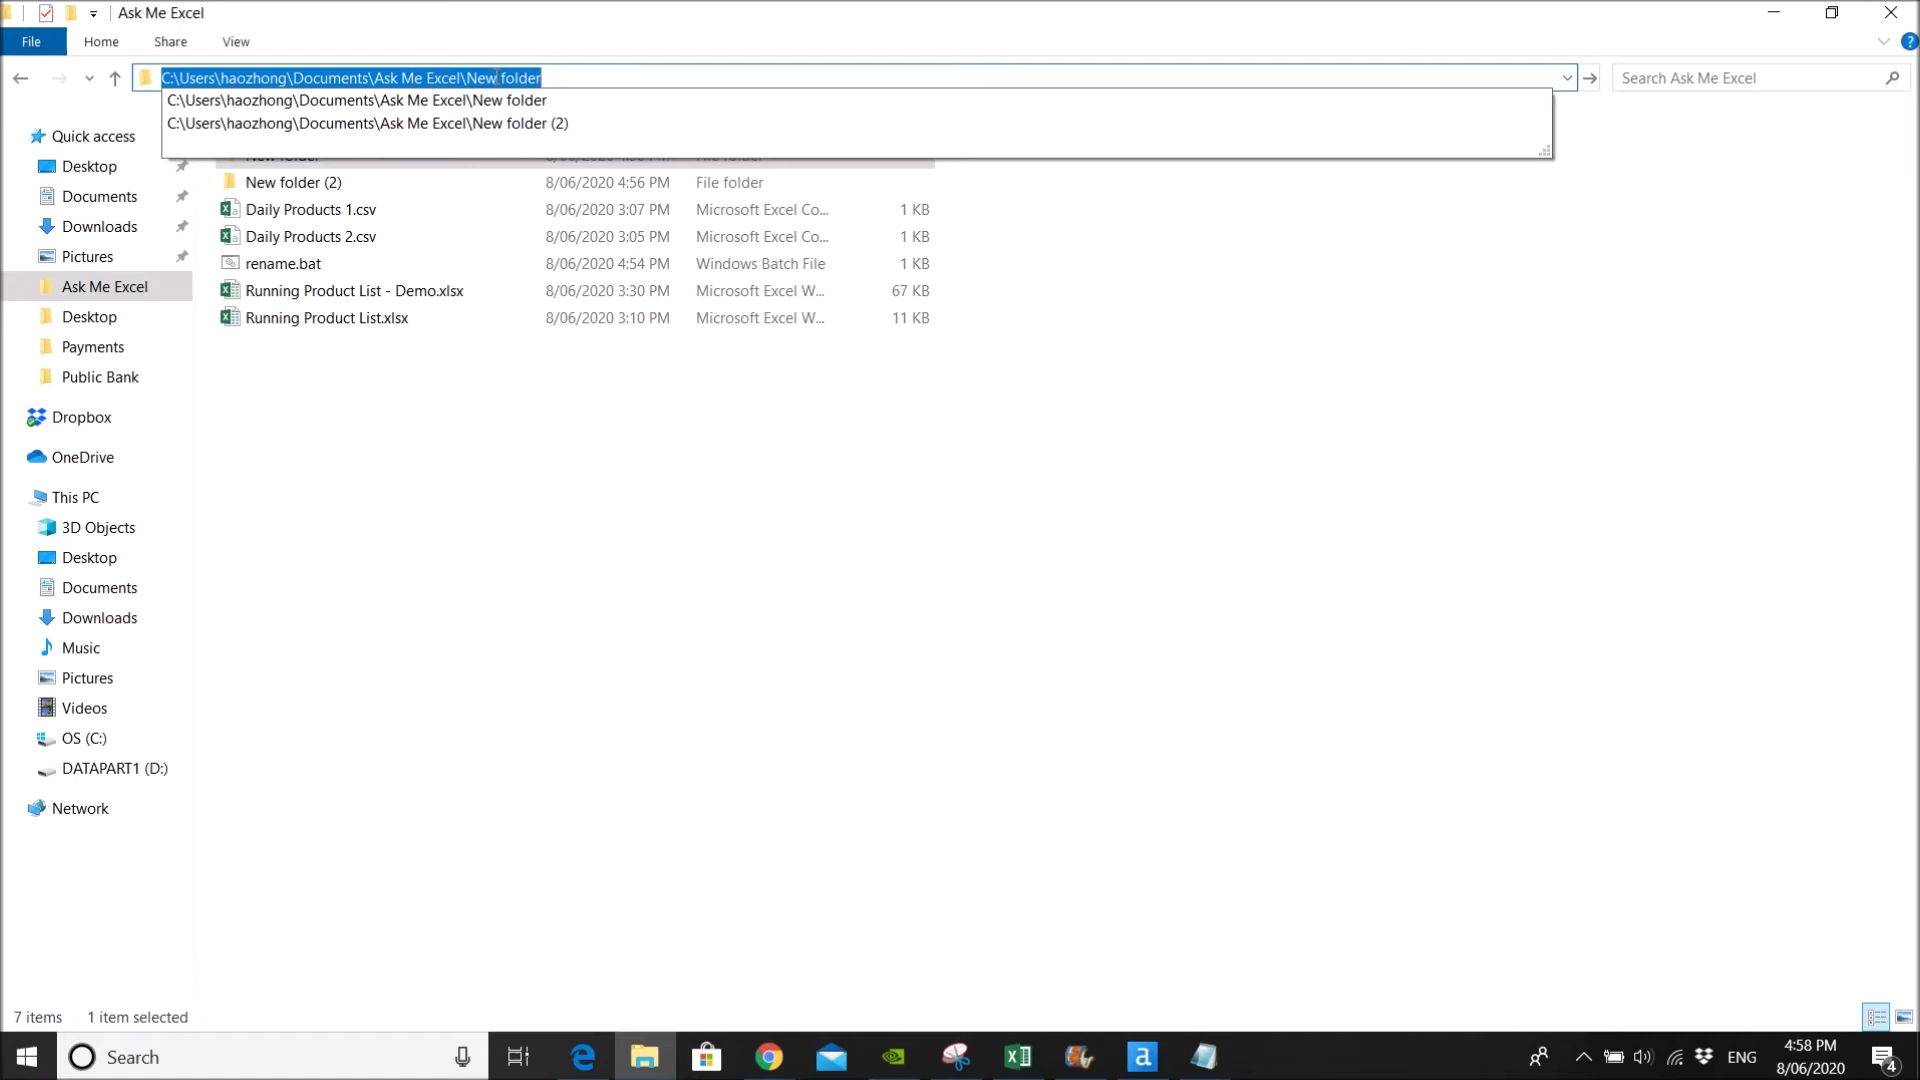 Ask Me Excel
File Home Share View
C:\Users\haozhong\Documents\Ask Me Excel\New folder
Search Ask Me Excel
C:\Users\haozhong\Documents\Ask Me Excel\New folder
C:\Users\haozhong\Documents\Ask Me Excel\New folder (2)
Quick access
Desktop
Documents
Downloads
Pictures
Ask Me Excel
Desktop
Payments
Public Bank
Dropbox
OneDrive
This PC
3D Objects
Desktop
Documents
Downloads
Music
Pictures
Videos
OS (C:)
DATAPART1 (D:)
Network
New folder (2) 8/06/2020 4:56 PM File folder
Daily Products 1.csv 8/06/2020 3:07 PM Microsoft Excel Co... 1 KB
Daily Products 2.csv 8/06/2020 3:05 PM Microsoft Excel Co... 1 KB
rename.bat 8/06/2020 4:54 PM Windows Batch File 1 KB
Running Product List - Demo.xlsx 8/06/2020 3:30 PM Microsoft Excel W... 67 KB
Running Product List.xlsx 8/06/2020 3:10 PM Microsoft Excel W... 11 KB
7 items 1 item selected
Search
ENG
4:58 PM
8/06/2020
4